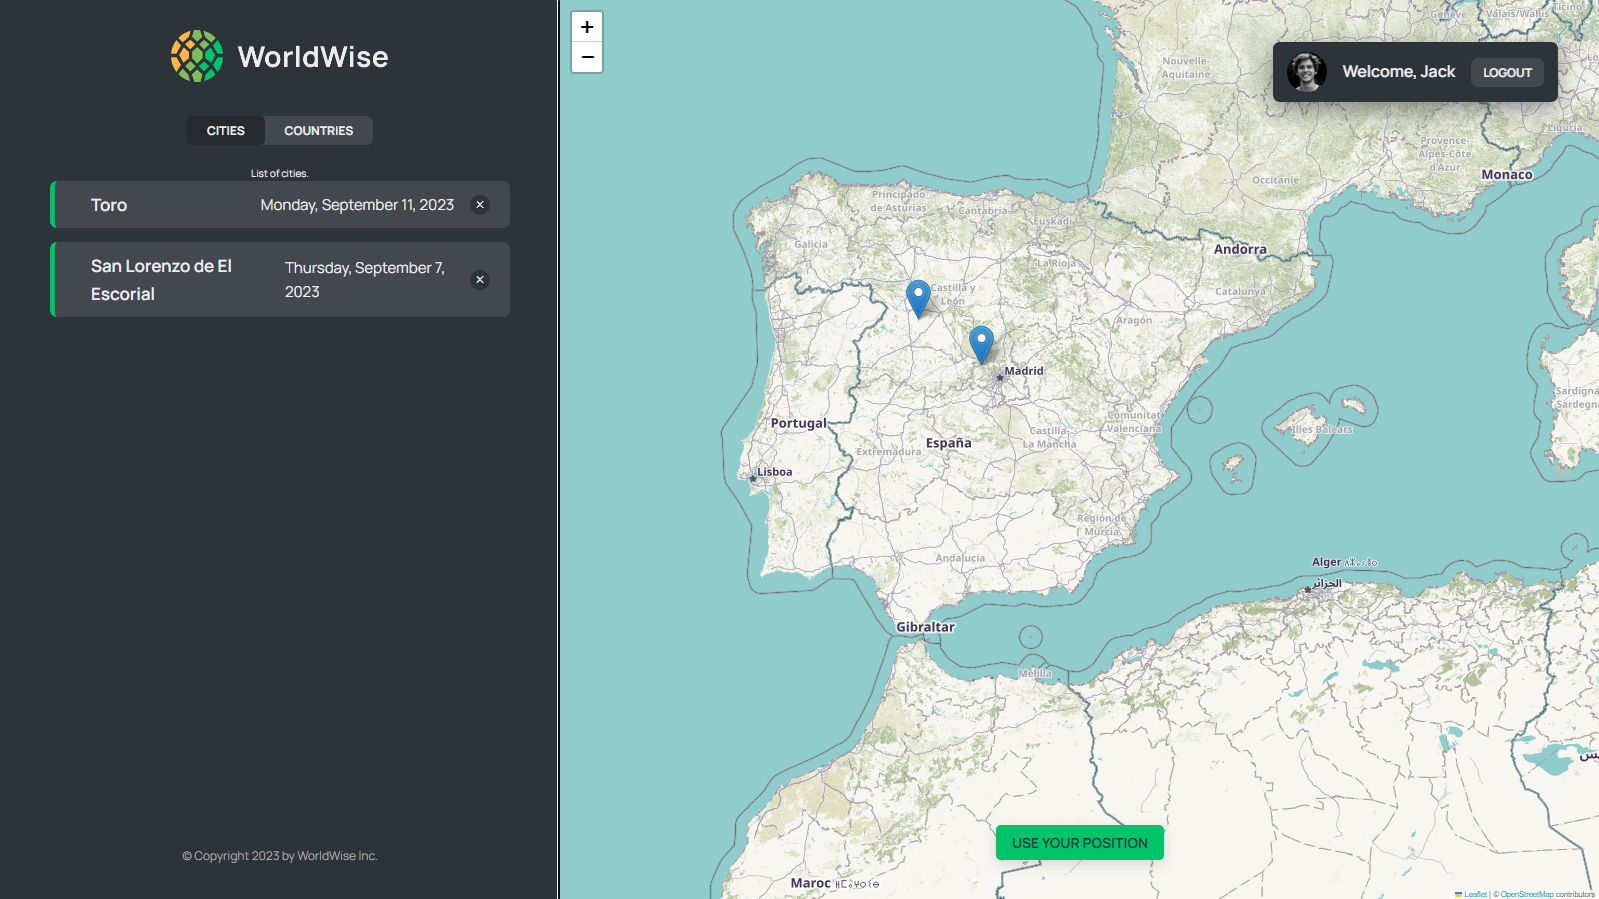 WorldWise
CITIES
COUNTRIES
List of cities.
Toro
Monday, September 11, 2023
San Lorenzo de El
Escorial
Thursday, September 7,
2023
© Copyright 2023 by WorldWise Inc.
+
−
Welcome, Jack
LOGOUT
Genève
Valais/Wallis
Ticino
Nouvelle-
Aquitaine
Liguria
Provence-
Alpes-Côte
d'Azur
Monaco
Occitanie
Principado
de Asturias
Cantabria
Euskadi
Galicia
La Rioja
Andorra
Catalunya
Castilla y
León
Aragón
Madrid
Sardigna
Sardegna
Portugal
Comunitat
Valenciana
Illes Balears
España
Castilla-
La Mancha
Extremadura
Lisboa
Región de
Murcia
Andalucía
Alger
الجزائر
Gibraltar
Melilla
USE YOUR POSITION
Maroc
Leaflet | © OpenStreetMap contributors